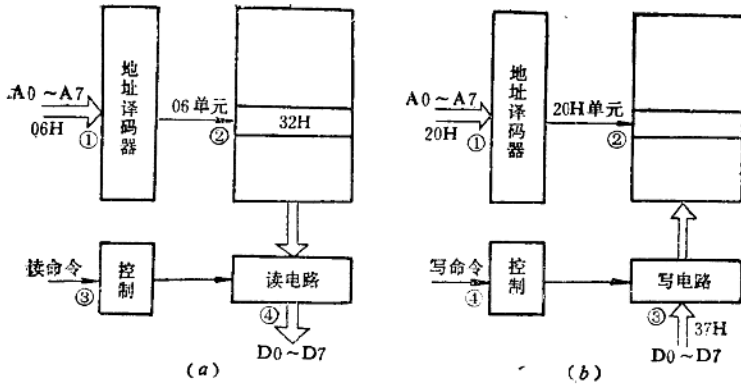 A0～A7
06H
①
地址译码器
06单元
②
32H
读命令
③
控制
读电路
④
D0～D7
(a)
A0～A7
20H
①
地址译码器
20H单元
②
写命令
④
控制
写电路
③
37H
D0～D7
(b)